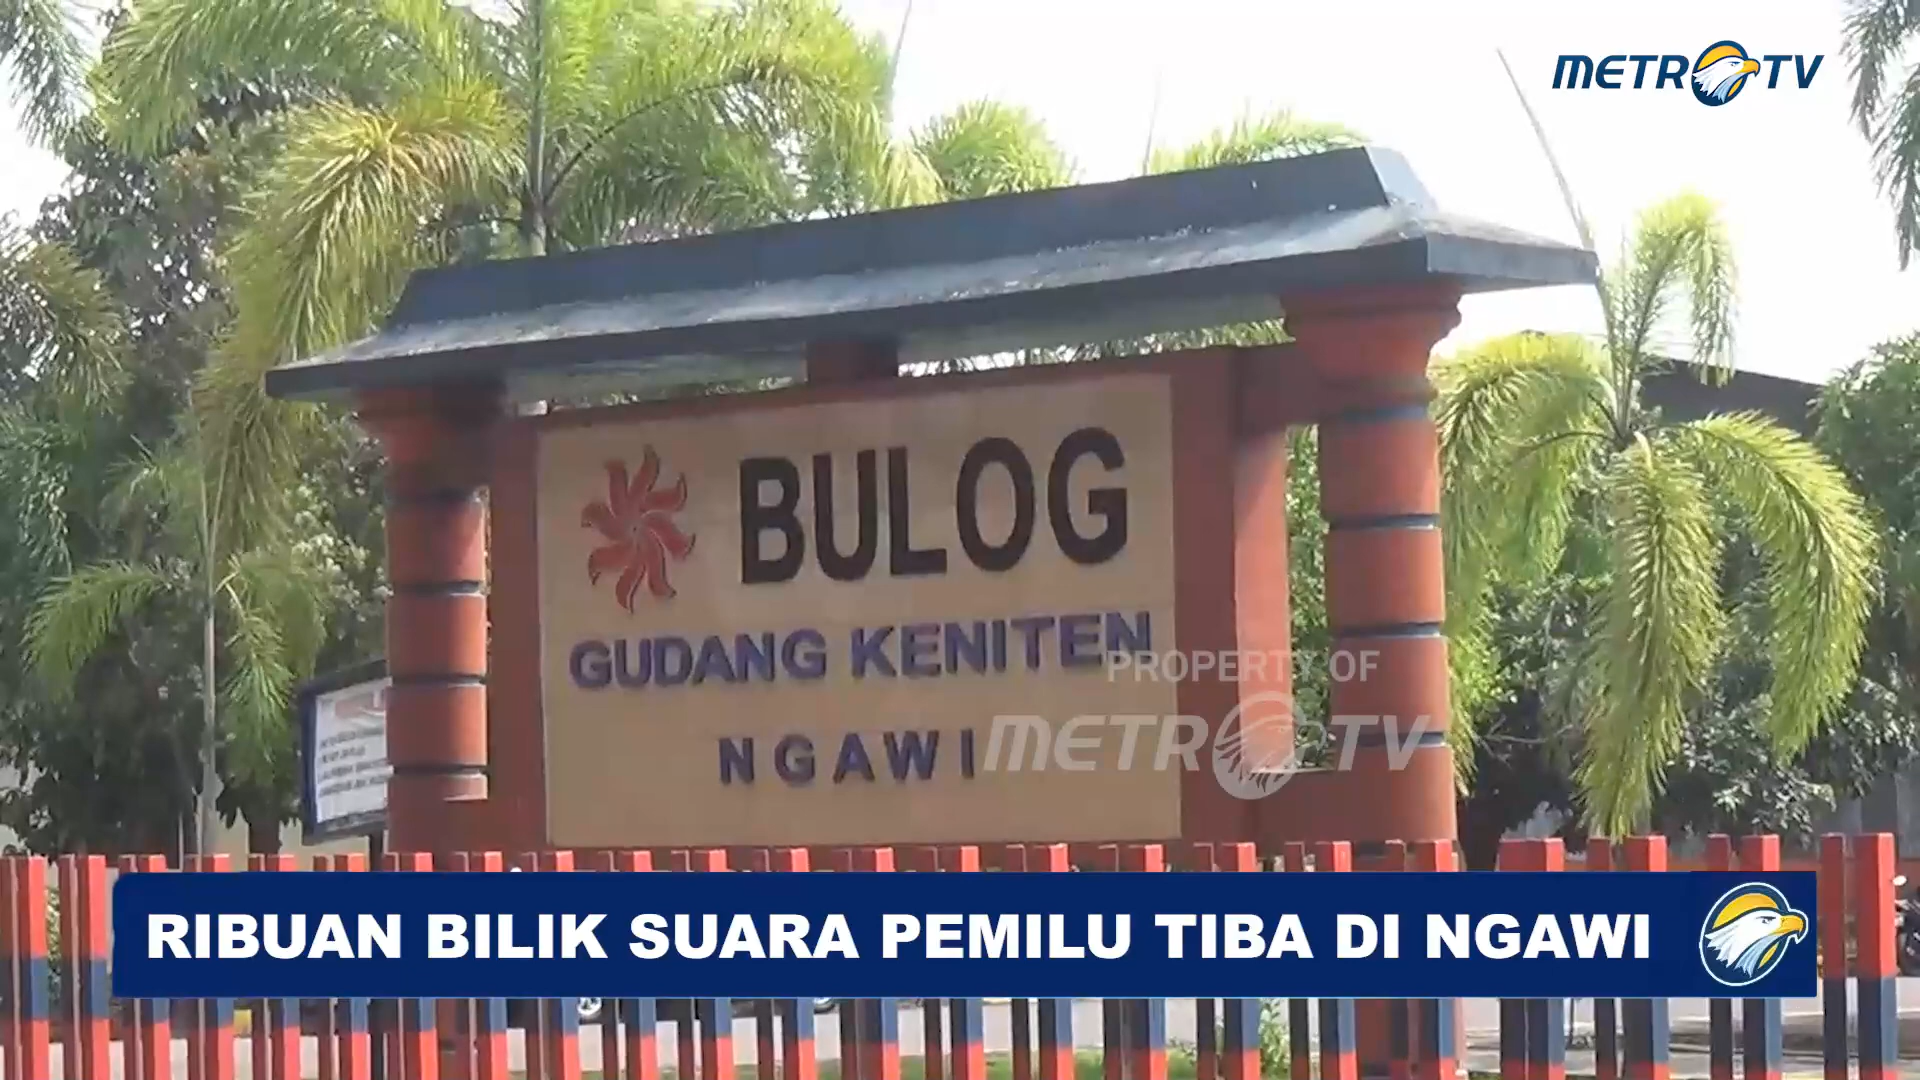 METRO TV
BULOG
GUDANG KENITEN
NGAWI
PROPERTY OF
METRO TV
RIBUAN BILIK SUARA PEMILU TIBA DI NGAWI